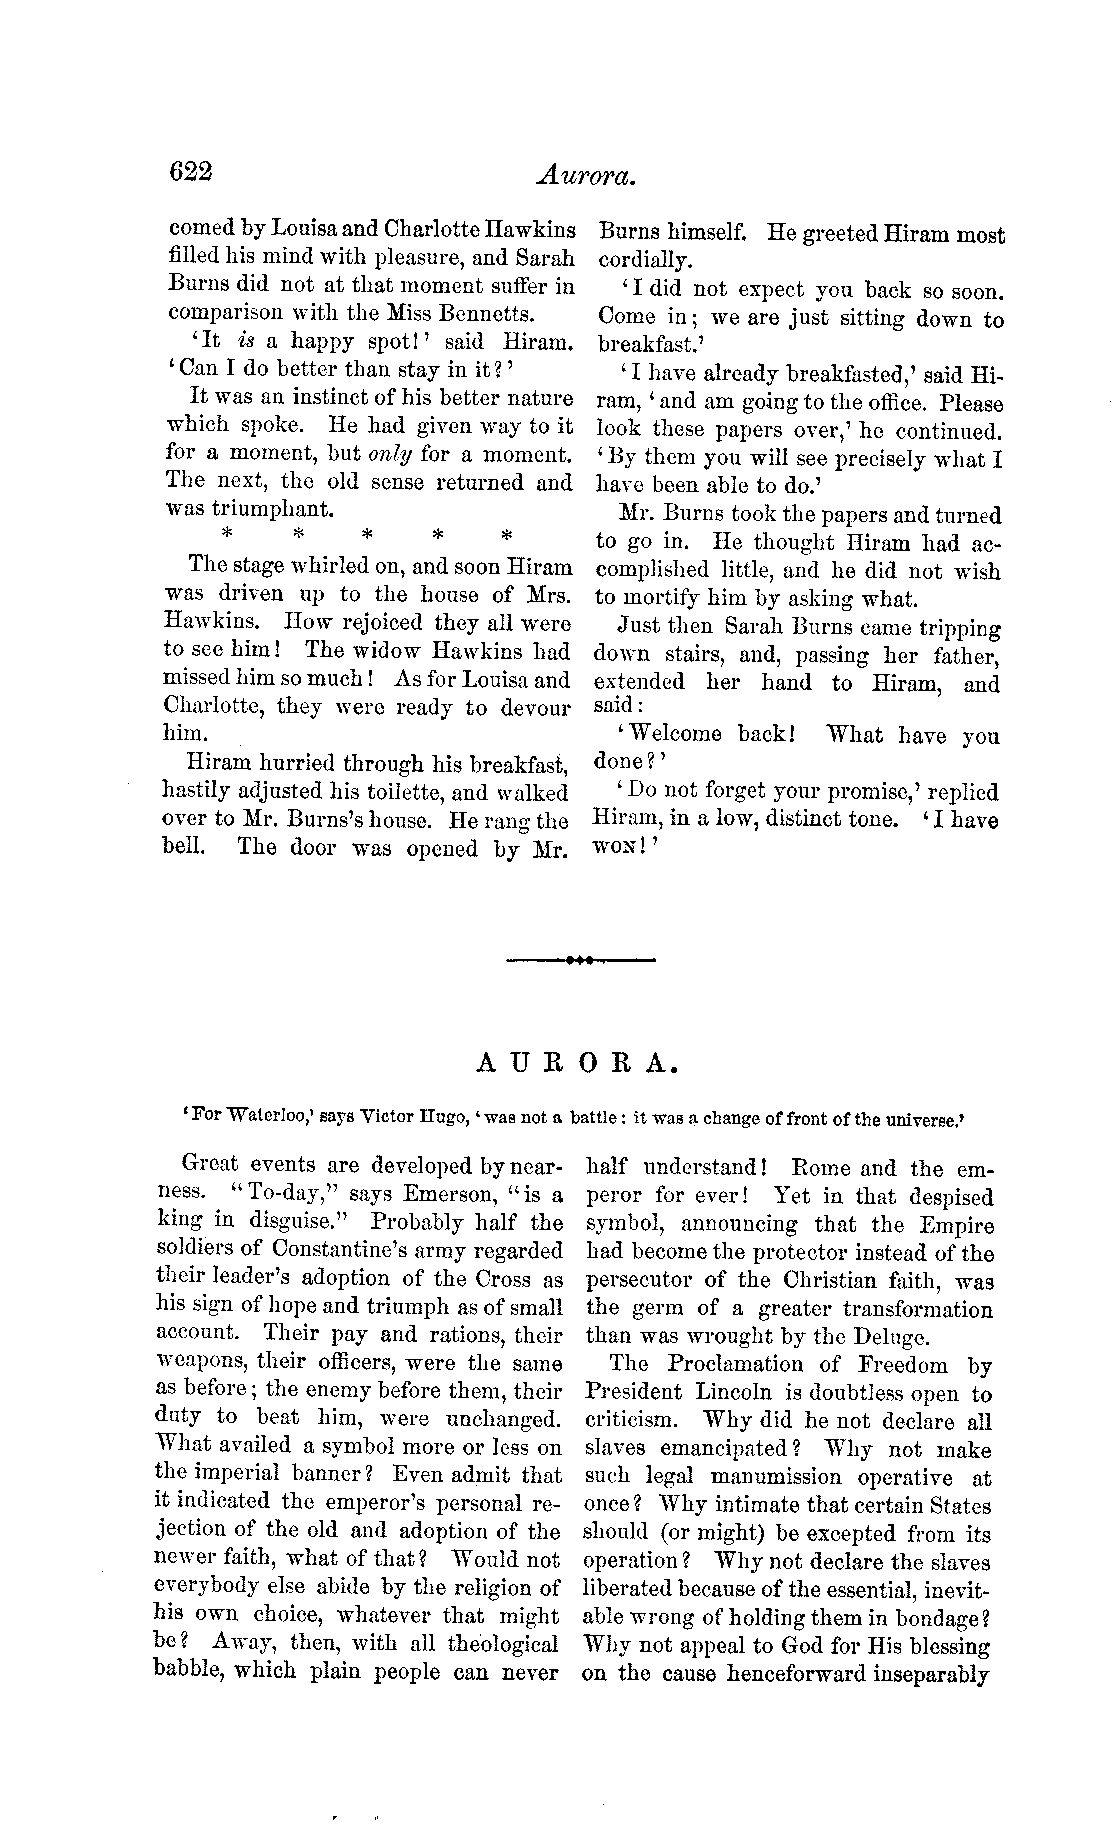 622
Aurora.
comed by Louisa and Charlotte Hawkins
filled his mind with pleasure, and Sarah
Burns did not at that moment suffer in
comparison with the Miss Bennetts.
'It is a happy spot!' said Hiram.
'Can I do better than stay in it?'
It was an instinct of his better nature
which spoke. He had given way to it
for a moment, but only for a moment.
The next, the old sense returned and
was triumphant.
* * * * *
The stage whirled on, and soon Hiram
was driven up to the house of Mrs.
Hawkins. How rejoiced they all were
to see him! The widow Hawkins had
missed him so much! As for Louisa and
Charlotte, they were ready to devour
him.
Hiram hurried through his breakfast,
hastily adjusted his toilette, and walked
over to Mr. Burns's house. He rang the
bell. The door was opened by Mr.
Burns himself. He greeted Hiram most
cordially.
'I did not expect you back so soon.
Come in; we are just sitting down to
breakfast.'
'I have already breakfasted,' said Hi-
ram, 'and am going to the office. Please
look these papers over,' he continued.
'By them you will see precisely what I
have been able to do.'
Mr. Burns took the papers and turned
to go in. He thought Hiram had ac-
complished little, and he did not wish
to mortify him by asking what.
Just then Sarah Burns came tripping
down stairs, and, passing her father,
extended her hand to Hiram, and
said:
'Welcome back! What have you
done?'
'Do not forget your promise,' replied
Hiram, in a low, distinct tone. 'I have
WON!'
AURORA.
'For Waterloo,' says Victor Hugo, 'was not a battle: it was a change of front of the universe.'
Great events are developed by near-
ness. "To-day," says Emerson, "is a
king in disguise." Probably half the
soldiers of Constantine's army regarded
their leader's adoption of the Cross as
his sign of hope and triumph as of small
account. Their pay and rations, their
weapons, their officers, were the same
as before; the enemy before them, their
duty to beat him, were unchanged.
What availed a symbol more or less on
the imperial banner? Even admit that
it indicated the emperor's personal re-
jection of the old and adoption of the
newer faith, what of that? Would not
everybody else abide by the religion of
his own choice, whatever that might
be? Away, then, with all theological
babble, which plain people can never
half understand! Rome and the em-
peror for ever! Yet in that despised
symbol, announcing that the Empire
had become the protector instead of the
persecutor of the Christian faith, was
the germ of a greater transformation
than was wrought by the Deluge.
The Proclamation of Freedom by
President Lincoln is doubtless open to
criticism. Why did he not declare all
slaves emancipated? Why not make
such legal manumission operative at
once? Why intimate that certain States
should (or might) be excepted from its
operation? Why not declare the slaves
liberated because of the essential, inevit-
able wrong of holding them in bondage?
Why not appeal to God for His blessing
on the cause henceforward inseparably